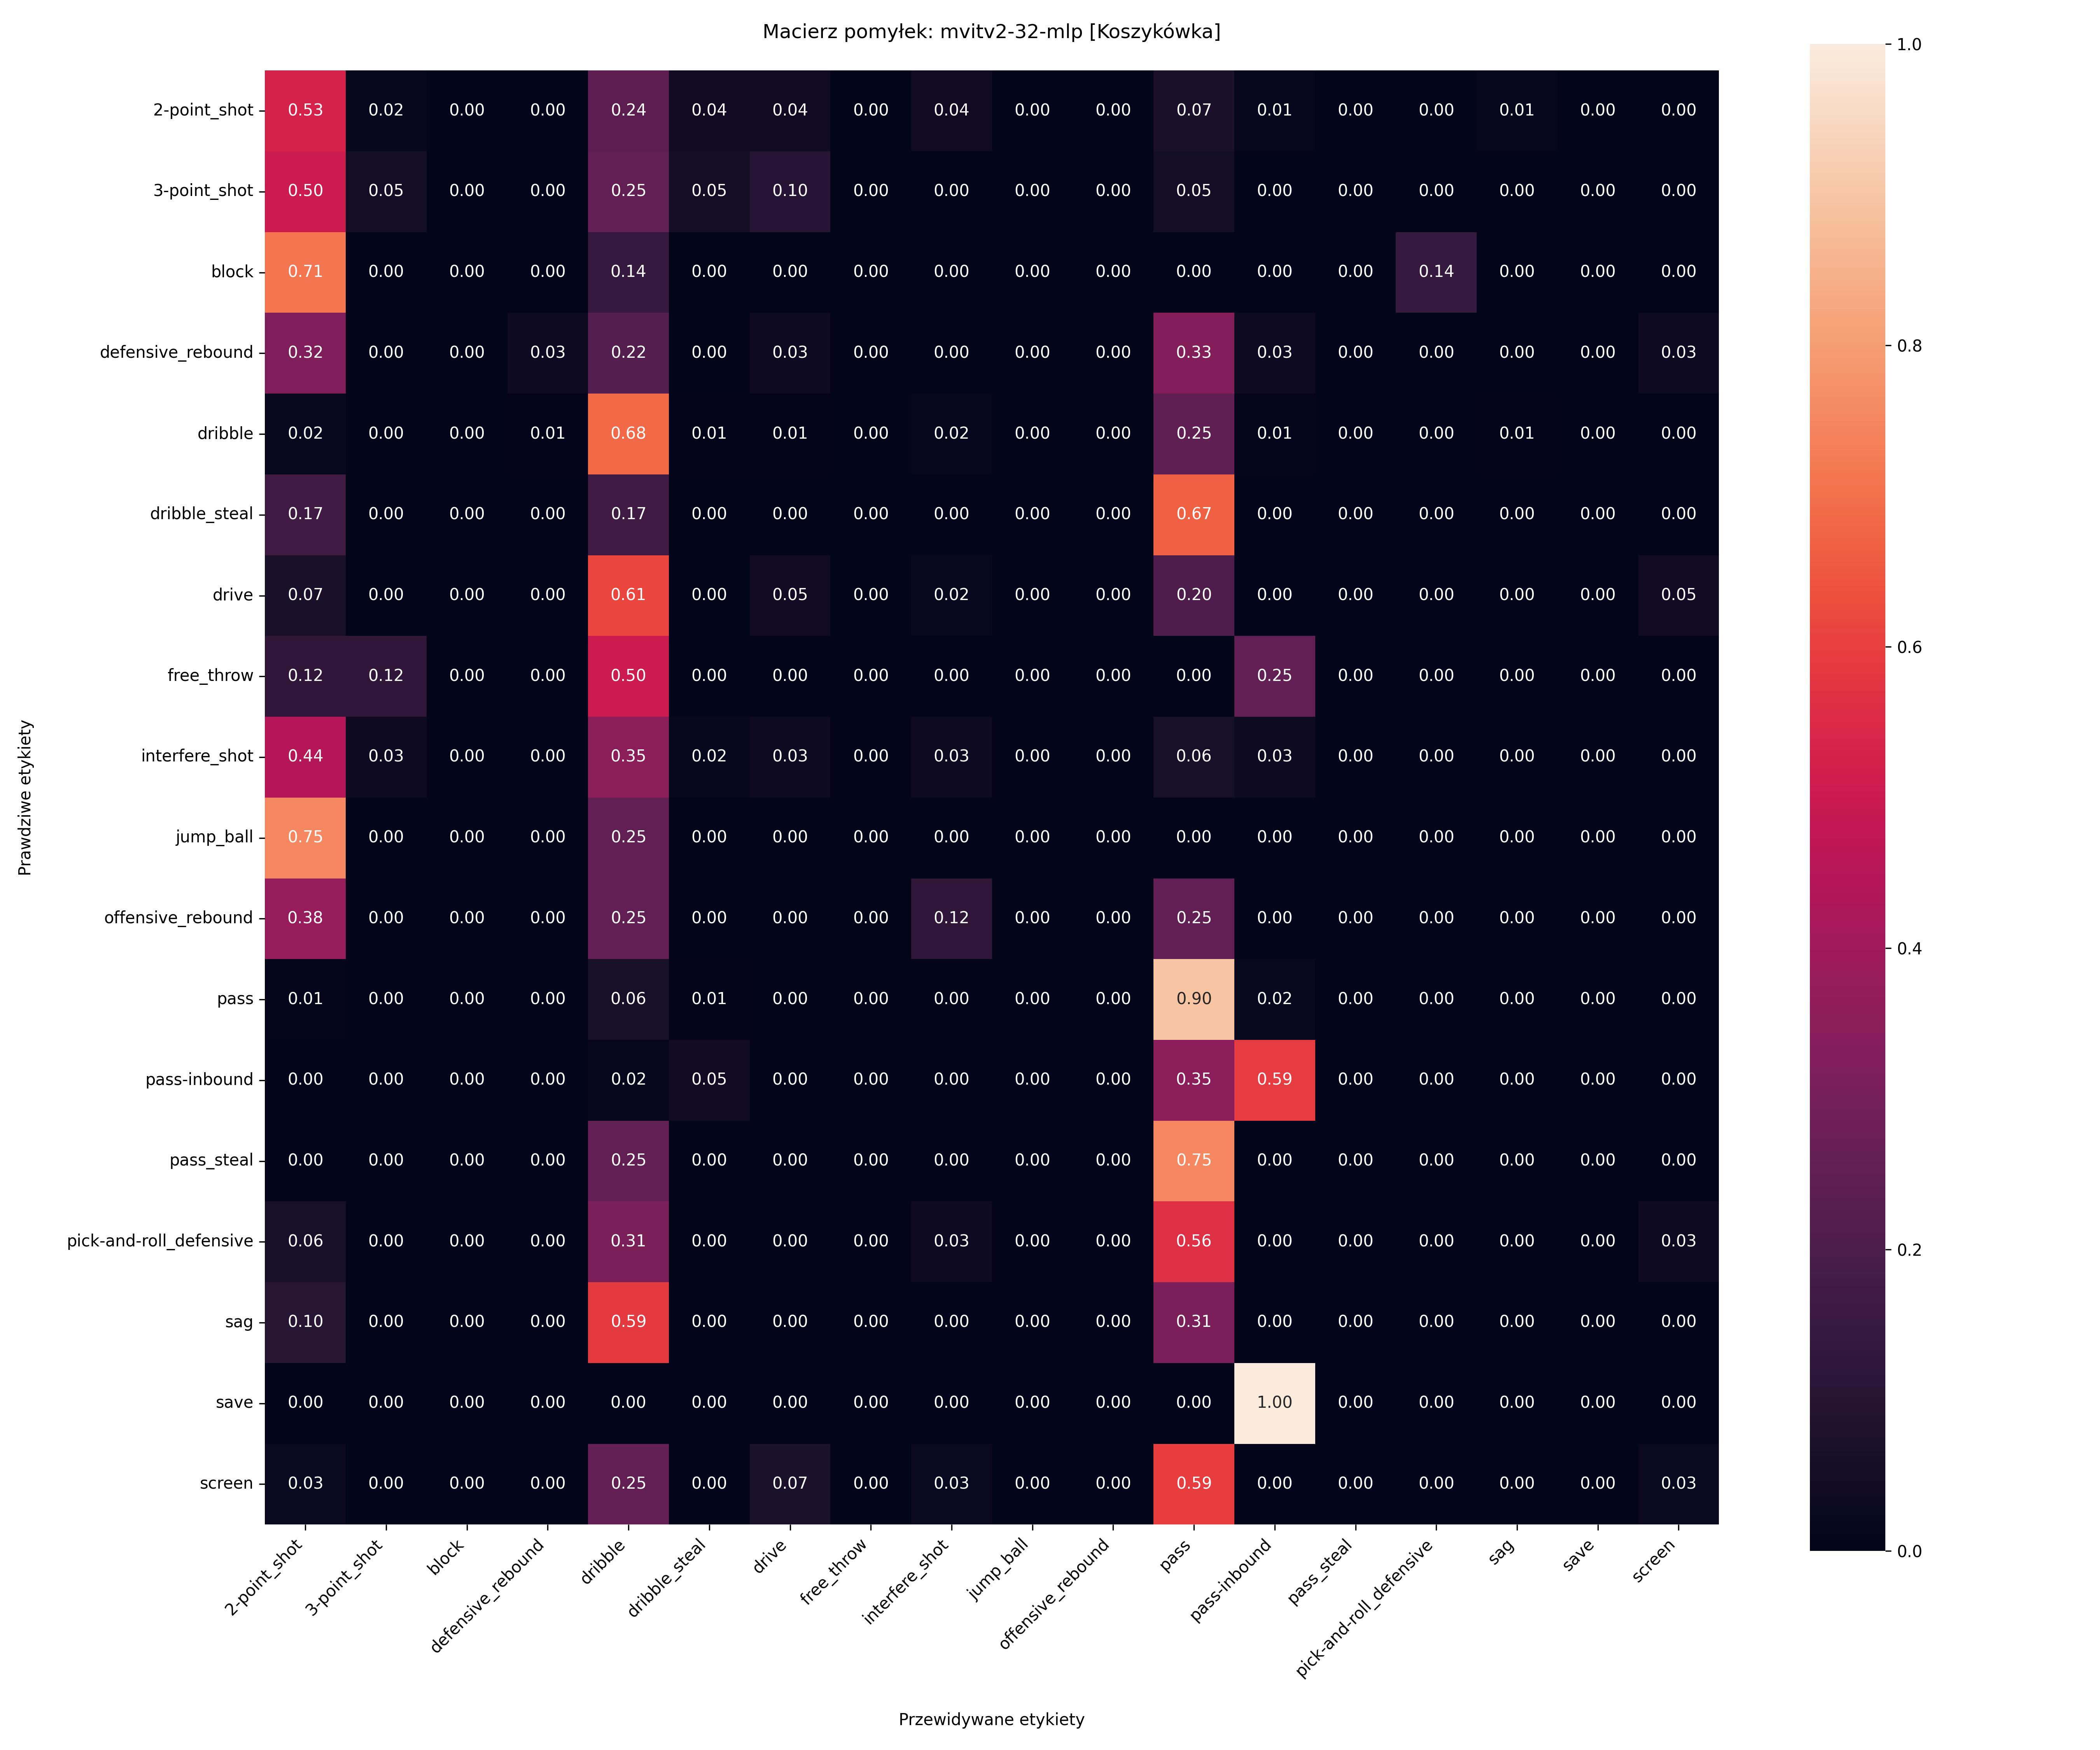 Macierz pomyłek: mvitv2-32-mlp [Koszykówka]
Prawdziwe etykiety
2-point_shot 0.53 0.02 0.00 0.00 0.24 0.04 0.04 0.00 0.04 0.00 0.00 0.07 0.01 0.00 0.00 0.01 0.00 0.00
3-point_shot 0.50 0.05 0.00 0.00 0.25 0.05 0.10 0.00 0.00 0.00 0.00 0.05 0.00 0.00 0.00 0.00 0.00 0.00
block 0.71 0.00 0.00 0.00 0.14 0.00 0.00 0.00 0.00 0.00 0.00 0.00 0.00 0.00 0.14 0.00 0.00 0.00
defensive_rebound 0.32 0.00 0.00 0.03 0.22 0.00 0.03 0.00 0.00 0.00 0.00 0.33 0.03 0.00 0.00 0.00 0.00 0.03
dribble 0.02 0.00 0.00 0.01 0.68 0.01 0.01 0.00 0.02 0.00 0.00 0.25 0.01 0.00 0.00 0.01 0.00 0.00
dribble_steal 0.17 0.00 0.00 0.00 0.17 0.00 0.00 0.00 0.00 0.00 0.00 0.67 0.00 0.00 0.00 0.00 0.00 0.00
drive 0.07 0.00 0.00 0.00 0.61 0.00 0.05 0.00 0.02 0.00 0.00 0.20 0.00 0.00 0.00 0.00 0.00 0.05
free_throw 0.12 0.12 0.00 0.00 0.50 0.00 0.00 0.00 0.00 0.00 0.00 0.00 0.25 0.00 0.00 0.00 0.00 0.00
interfere_shot 0.44 0.03 0.00 0.00 0.35 0.02 0.03 0.00 0.03 0.00 0.00 0.06 0.03 0.00 0.00 0.00 0.00 0.00
jump_ball 0.75 0.00 0.00 0.00 0.25 0.00 0.00 0.00 0.00 0.00 0.00 0.00 0.00 0.00 0.00 0.00 0.00 0.00
offensive_rebound 0.38 0.00 0.00 0.00 0.25 0.00 0.00 0.00 0.12 0.00 0.00 0.25 0.00 0.00 0.00 0.00 0.00 0.00
pass 0.01 0.00 0.00 0.00 0.06 0.01 0.00 0.00 0.00 0.00 0.00 0.90 0.02 0.00 0.00 0.00 0.00 0.00
pass-inbound 0.00 0.00 0.00 0.00 0.02 0.05 0.00 0.00 0.00 0.00 0.00 0.35 0.59 0.00 0.00 0.00 0.00 0.00
pass_steal 0.00 0.00 0.00 0.00 0.25 0.00 0.00 0.00 0.00 0.00 0.00 0.75 0.00 0.00 0.00 0.00 0.00 0.00
pick-and-roll_defensive 0.06 0.00 0.00 0.00 0.31 0.00 0.00 0.00 0.03 0.00 0.00 0.56 0.00 0.00 0.00 0.00 0.00 0.03
sag 0.10 0.00 0.00 0.00 0.59 0.00 0.00 0.00 0.00 0.00 0.00 0.31 0.00 0.00 0.00 0.00 0.00 0.00
save 0.00 0.00 0.00 0.00 0.00 0.00 0.00 0.00 0.00 0.00 0.00 0.00 1.00 0.00 0.00 0.00 0.00 0.00
screen 0.03 0.00 0.00 0.00 0.25 0.00 0.07 0.00 0.03 0.00 0.00 0.59 0.00 0.00 0.00 0.00 0.00 0.03
2-point_shot
3-point_shot
block
defensive_rebound
dribble
dribble_steal
drive
free_throw
interfere_shot
jump_ball
offensive_rebound
pass
pass-inbound
pass_steal
pick-and-roll_defensive
sag
save
screen
Przewidywane etykiety
1.0
0.8
0.6
0.4
0.2
0.0